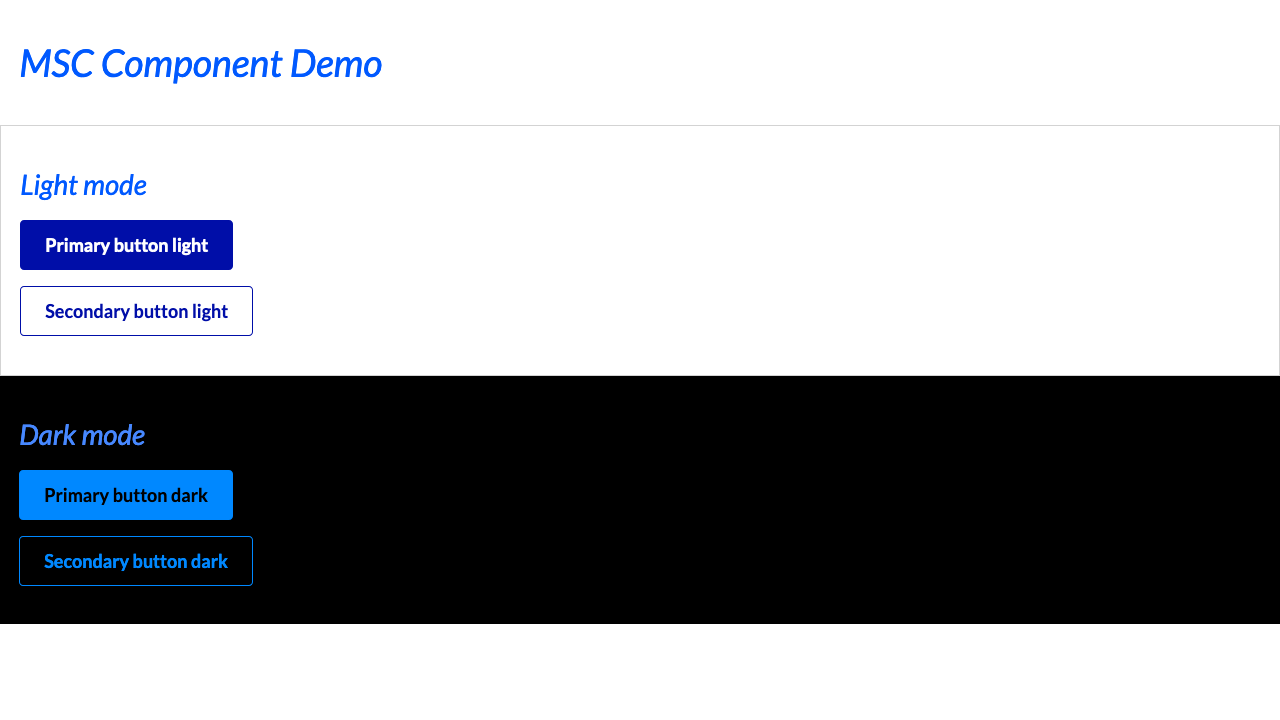 MSC Component Demo
Light mode
Primary button light
Secondary button light
Dark mode
Primary button dark
Secondary button dark